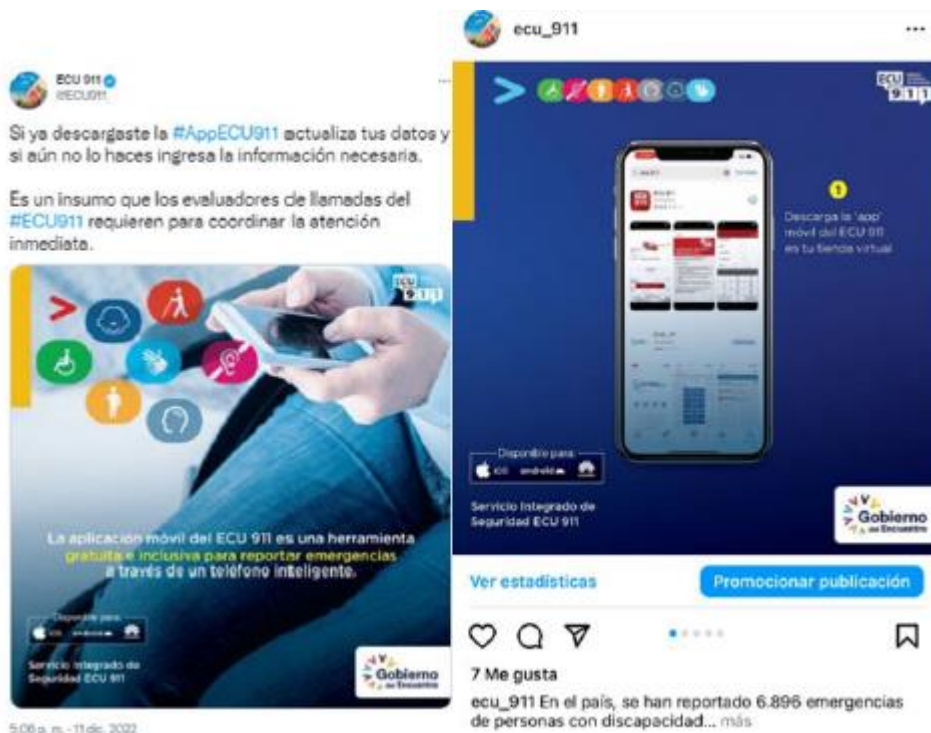 ECU 911
@ECU911
Si ya descargaste la #AppECU911 actualiza tus datos y
si aún no lo haces ingresa la información necesaria.
Es un insumo que los evaluadores de llamadas del
#ECU911 requieren para coordinar la atención
inmediata.
ECU
911
La aplicación móvil del ECU 911 es una herramienta
gratuita e inclusiva para reportar emergencias
a través de un teléfono inteligente.
Disponible para:
iOS android
Servicio Integrado de
Seguridad ECU 911
Gobierno
del Encuentro
5:06 p. m. · 11 dic. 2022
ecu_911
ECU
911
1
Descarga la 'app'
móvil del ECU 911
en tu tienda virtual.
Disponible para:
iOS android
Servicio Integrado de
Seguridad ECU 911
Gobierno
del Encuentro
Ver estadísticas
Promocionar publicación
7 Me gusta
ecu_911 En el país, se han reportado 6.896 emergencias
de personas con discapacidad... más